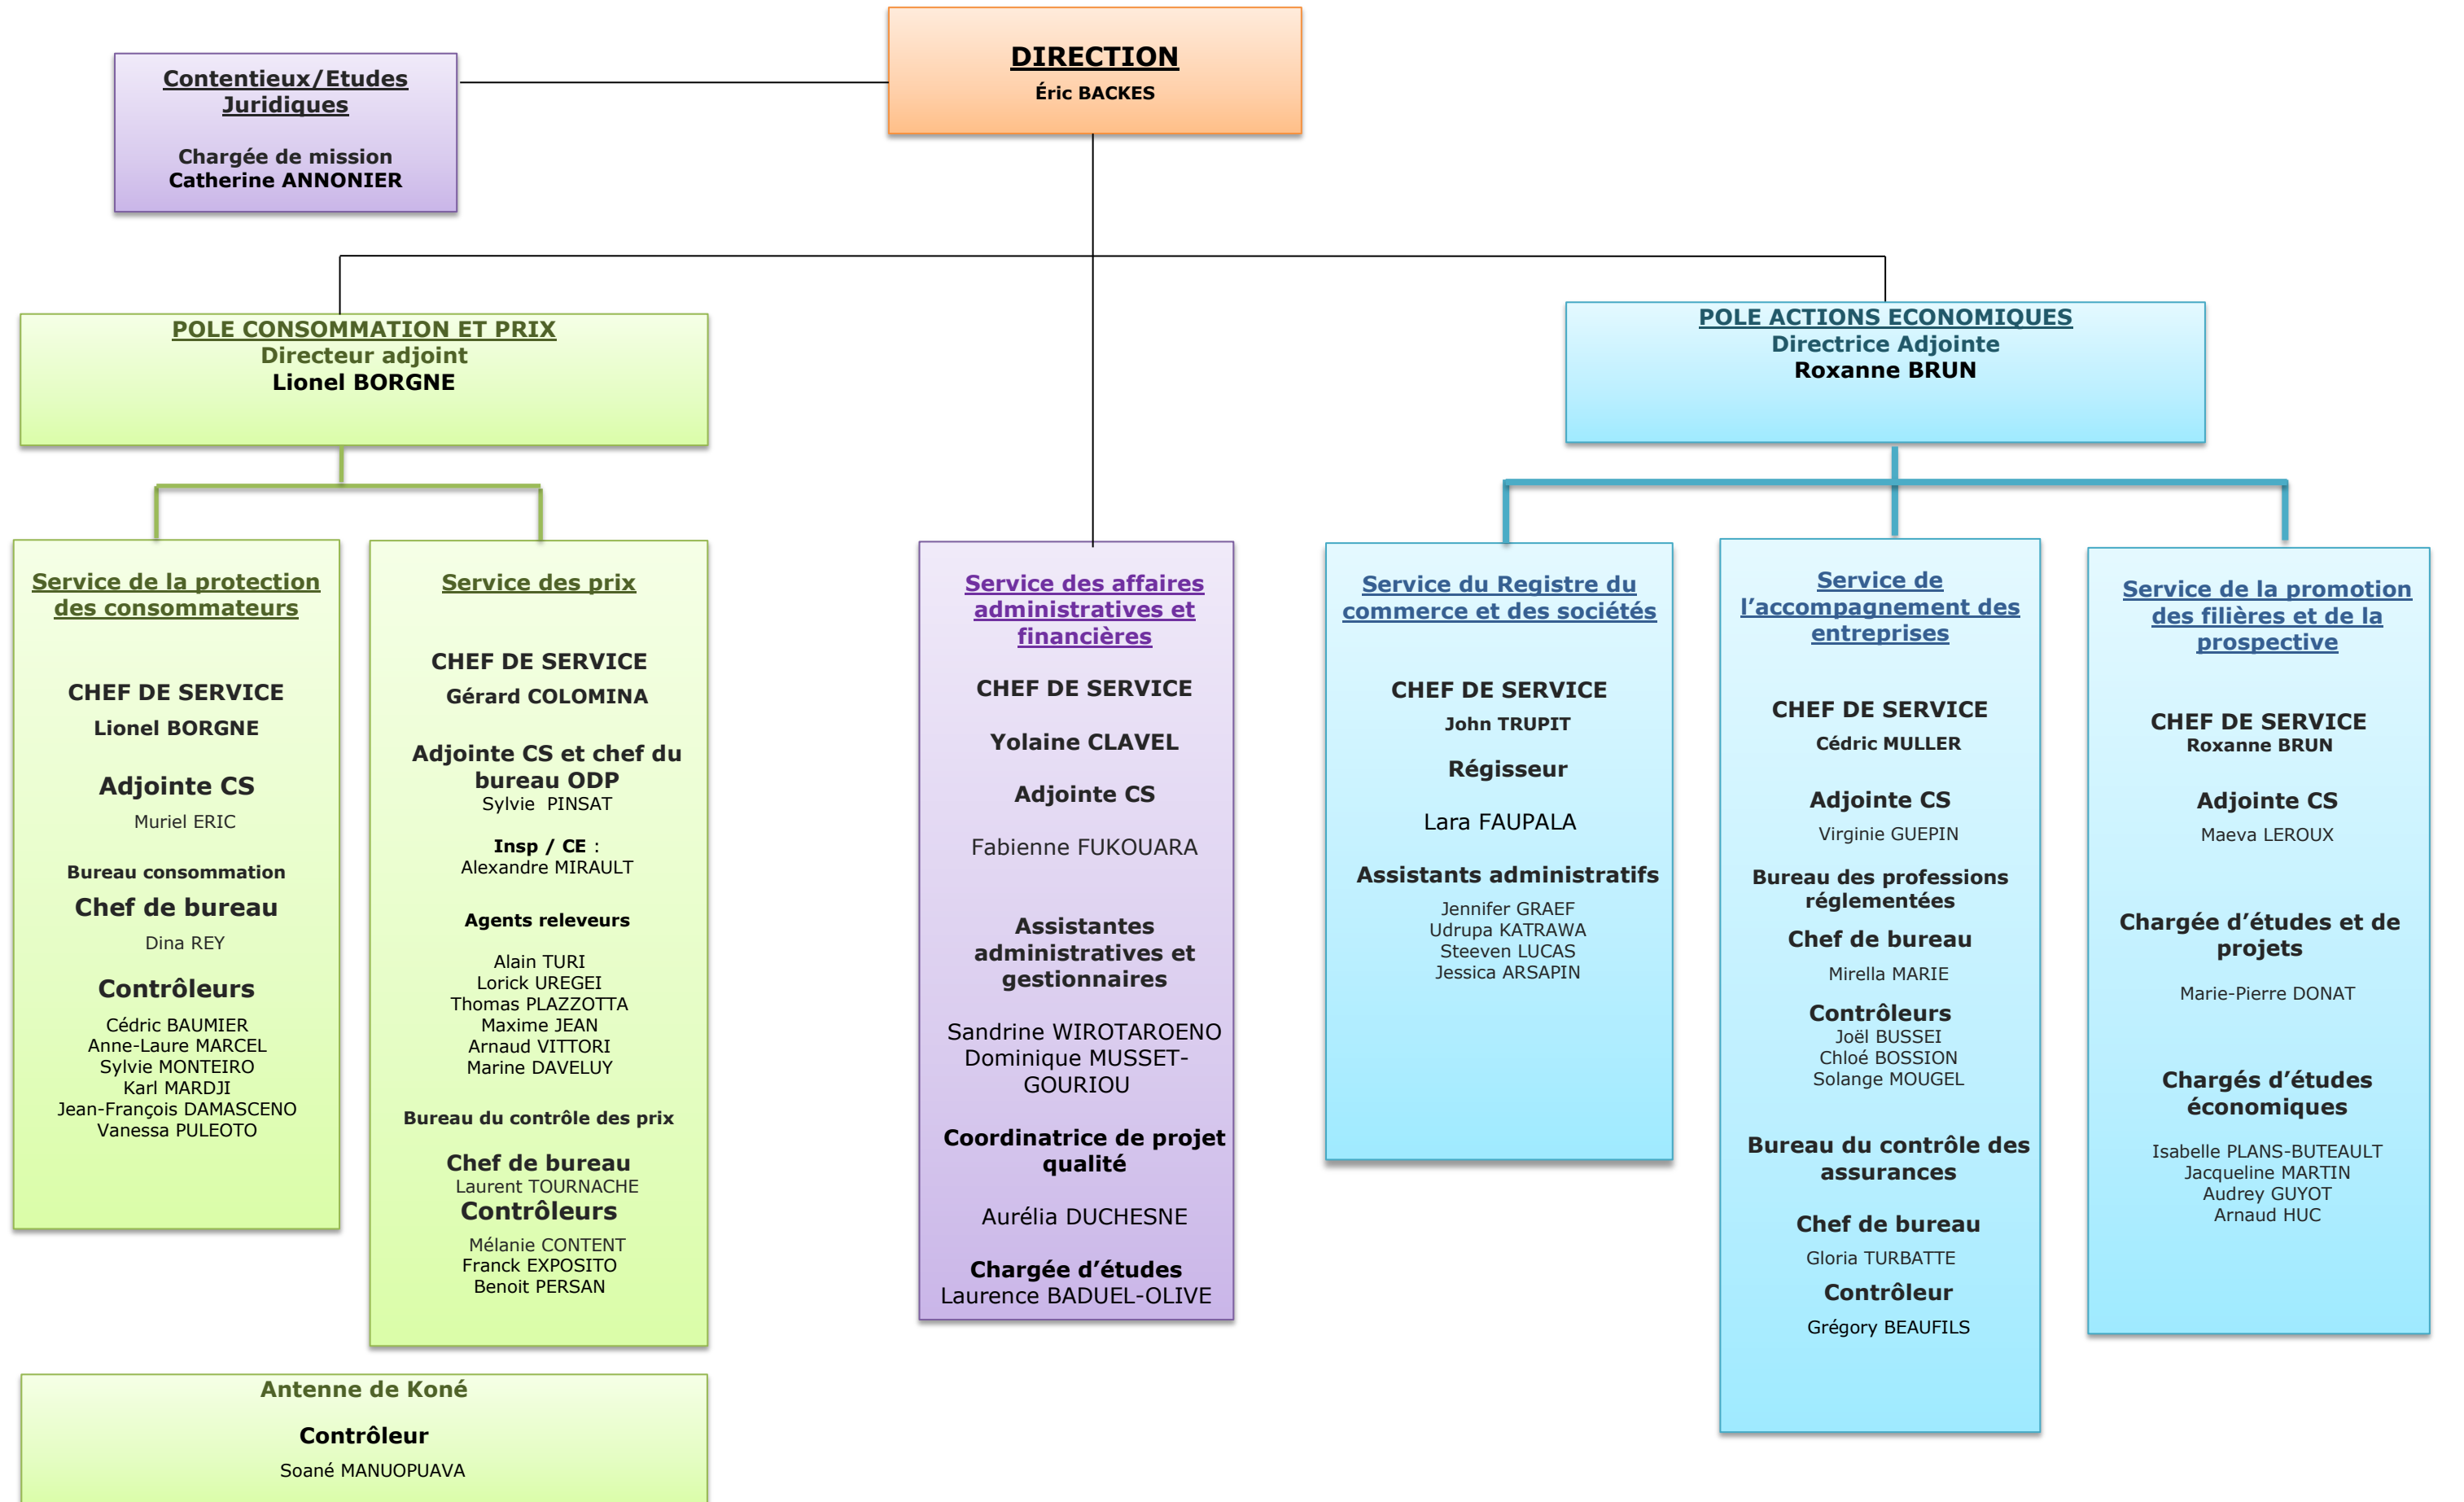 DIRECTION
Éric BACKES
Contentieux/Etudes
Juridiques
Chargée de mission
Catherine ANNONIER
POLE CONSOMMATION ET PRIX
Directeur adjoint
Lionel BORGNE
POLE ACTIONS ECONOMIQUES
Directrice Adjointe
Roxanne BRUN
Service de la protection
des consommateurs
CHEF DE SERVICE
Lionel BORGNE
Adjointe CS
Muriel ERIC
Bureau consommation
Chef de bureau
Dina REY
Contrôleurs
Cédric BAUMIER
Anne-Laure MARCEL
Sylvie MONTEIRO
Karl MARDJI
Jean-François DAMASCENO
Vanessa PULEOTO
Service des prix
CHEF DE SERVICE
Gérard COLOMINA
Adjointe CS et chef du
bureau ODP
Sylvie PINSAT
Insp / CE :
Alexandre MIRAULT
Agents releveurs
Alain TURI
Lorick UREGEI
Thomas PLAZZOTTA
Maxime JEAN
Arnaud VITTORI
Marine DAVELUY
Bureau du contrôle des prix
Chef de bureau
Laurent TOURNACHE
Contrôleurs
Mélanie CONTENT
Franck EXPOSITO
Benoit PERSAN
Service des affaires
administratives et
financières
CHEF DE SERVICE
Yolaine CLAVEL
Adjointe CS
Fabienne FUKOUARA
Assistantes
administratives et
gestionnaires
Sandrine WIROTAROENO
Dominique MUSSET-
GOURIOU
Coordinatrice de projet
qualité
Aurélia DUCHESNE
Chargée d’études
Laurence BADUEL-OLIVE
Service du Registre du
commerce et des sociétés
CHEF DE SERVICE
John TRUPIT
Régisseur
Lara FAUPALA
Assistants administratifs
Jennifer GRAEF
Udrupa KATRAWA
Steeven LUCAS
Jessica ARSAPIN
Service de
l’accompagnement des
entreprises
CHEF DE SERVICE
Cédric MULLER
Adjointe CS
Virginie GUEPIN
Bureau des professions
réglementées
Chef de bureau
Mirella MARIE
Contrôleurs
Joël BUSSEI
Chloé BOSSION
Solange MOUGEL
Bureau du contrôle des
assurances
Chef de bureau
Gloria TURBATTE
Contrôleur
Grégory BEAUFILS
Service de la promotion
des filières et de la
prospective
CHEF DE SERVICE
Roxanne BRUN
Adjointe CS
Maeva LEROUX
Chargée d’études et de
projets
Marie-Pierre DONAT
Chargés d’études
économiques
Isabelle PLANS-BUTEAULT
Jacqueline MARTIN
Audrey GUYOT
Arnaud HUC
Antenne de Koné
Contrôleur
Soané MANUOPUAVA